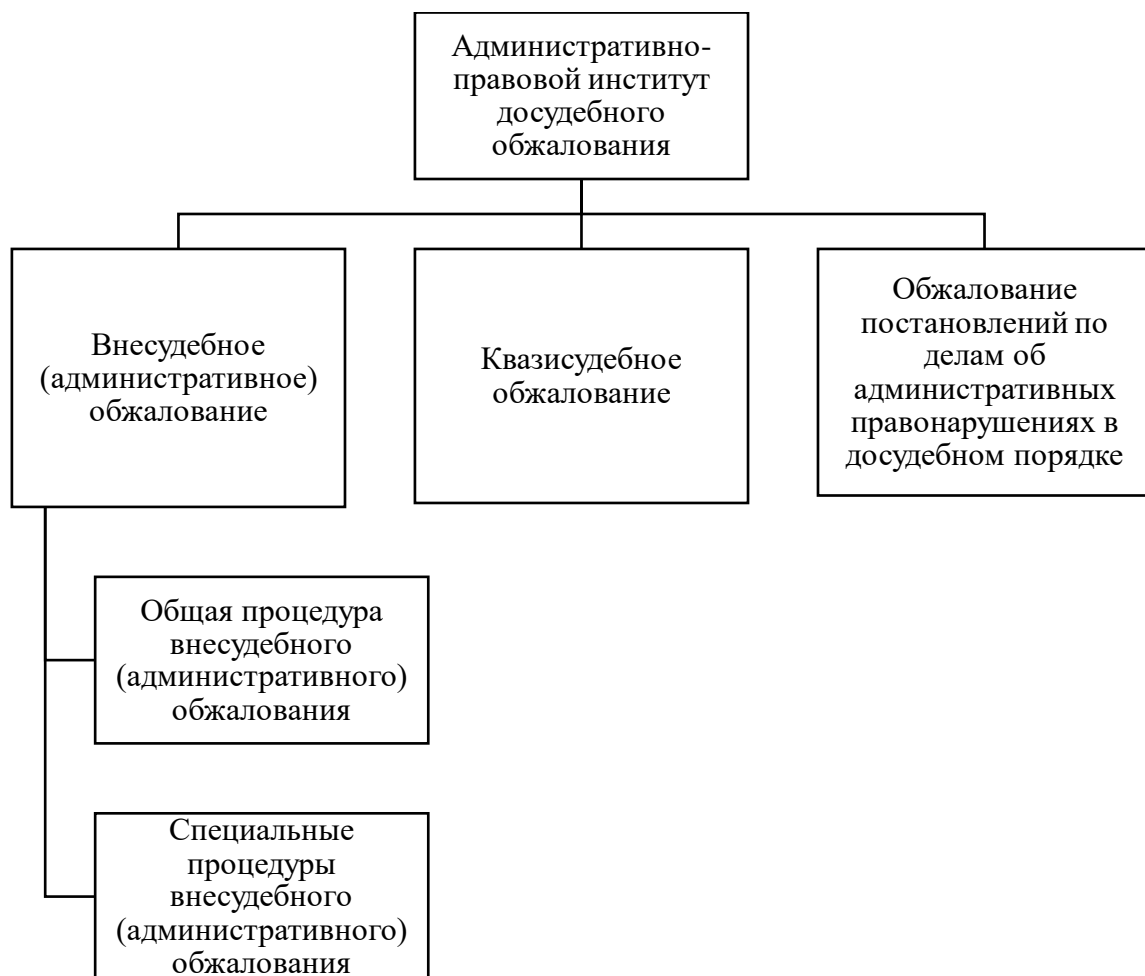 Административно-
правовой институт
досудебного
обжалования
Внесудебное
(административное)
обжалование
Квазисудебное
обжалование
Обжалование
постановлений по
делам об
административных
правонарушениях в
досудебном порядке
Общая процедура
внесудебного
(административного)
обжалования
Специальные
процедуры
внесудебного
(административного)
обжалования